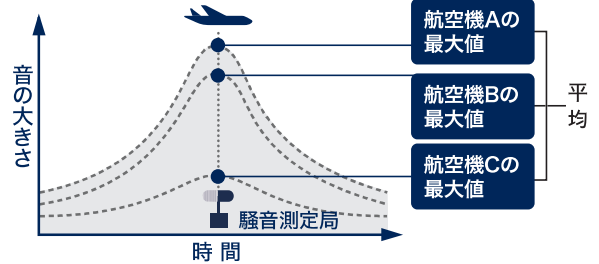 航空機Aの
最大値
航空機Bの
最大値
航空機Cの
最大値
平均
音の大きさ
騒音測定局
時間